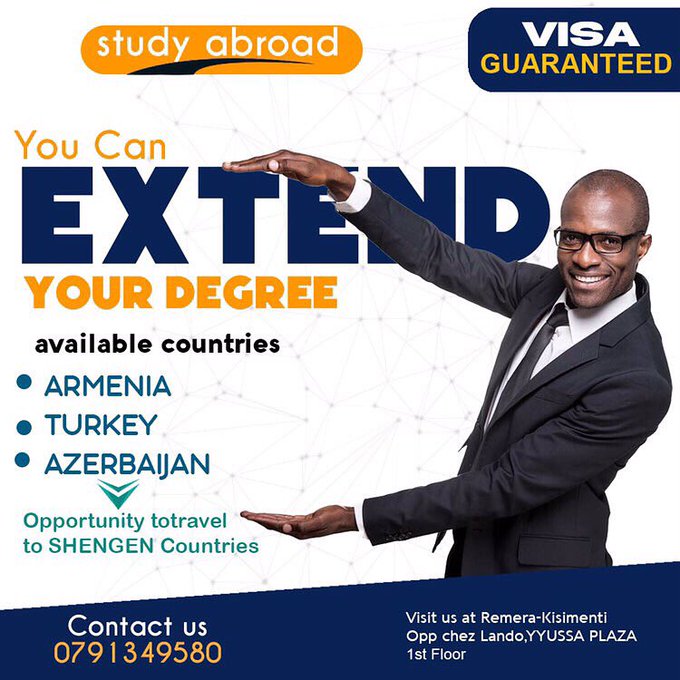 study abroad
VISA
GUARANTEED
You Can
EXTEND
YOUR DEGREE
available countries
ARMENIA
TURKEY
AZERBAIJAN
Opportunity totravel
to SHENGEN Countries
Contact us
0791349580
Visit us at Remera-Kisimenti
Opp chez Lando,YYUSSA PLAZA
1st Floor